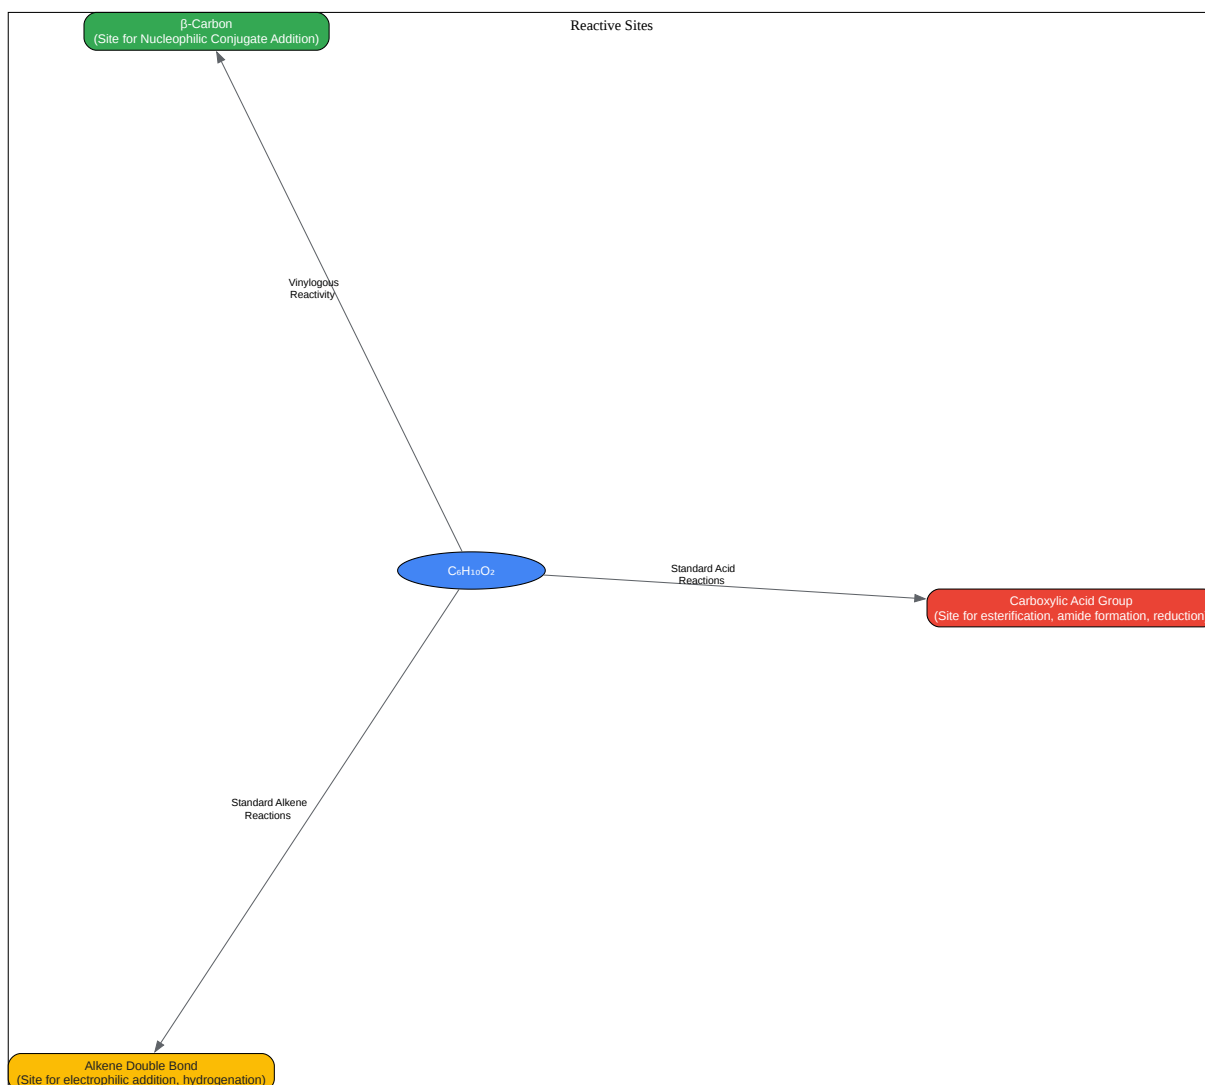 β-Carbon
(Site for Nucleophilic Conjugate Addition)
Reactive Sites
Vinylogous
Reactivity
C₆H₁₀O₂
Standard Acid
Reactions
Carboxylic Acid Group
(Site for esterification, amide formation, reduction)
Standard Alkene
Reactions
Alkene Double Bond
(Site for electrophilic addition, hydrogenation)